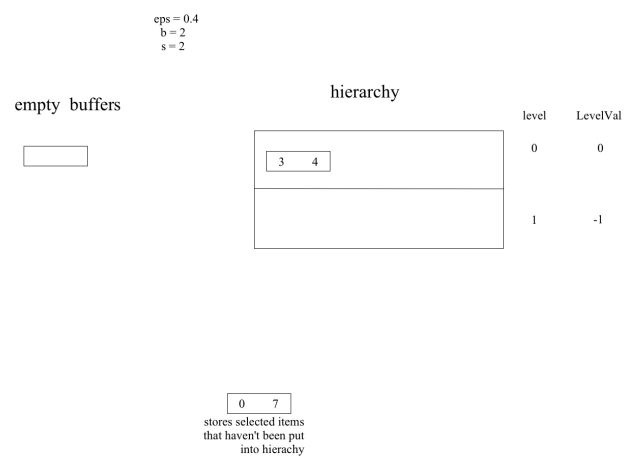 eps = 0.4
b = 2
s = 2
empty buffers
hierarchy
level LevelVal
3 4
0 0
1 -1
0 7
stores selected items
that haven't been put
into hierachy